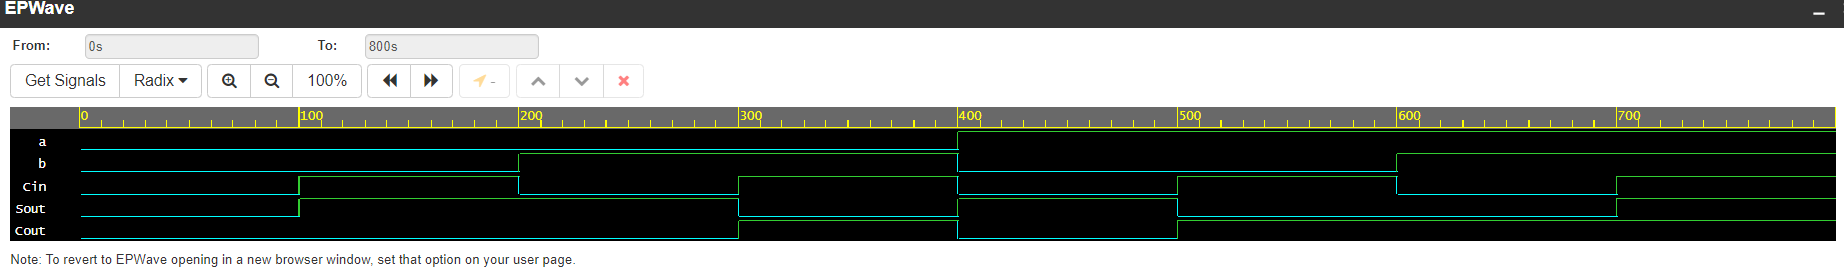 EPWave
From: 0s To: 800s
Get Signals Radix 100% -
0 100 200 300 400 500 600 700
a
b
Cin
Sout
Cout
Note: To revert to EPWave opening in a new browser window, set that option on your user page.